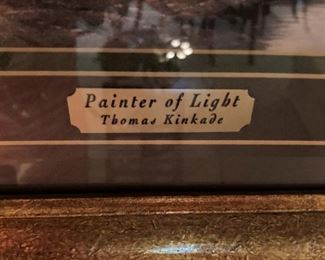 Painter of Light
Thomas Kinkade